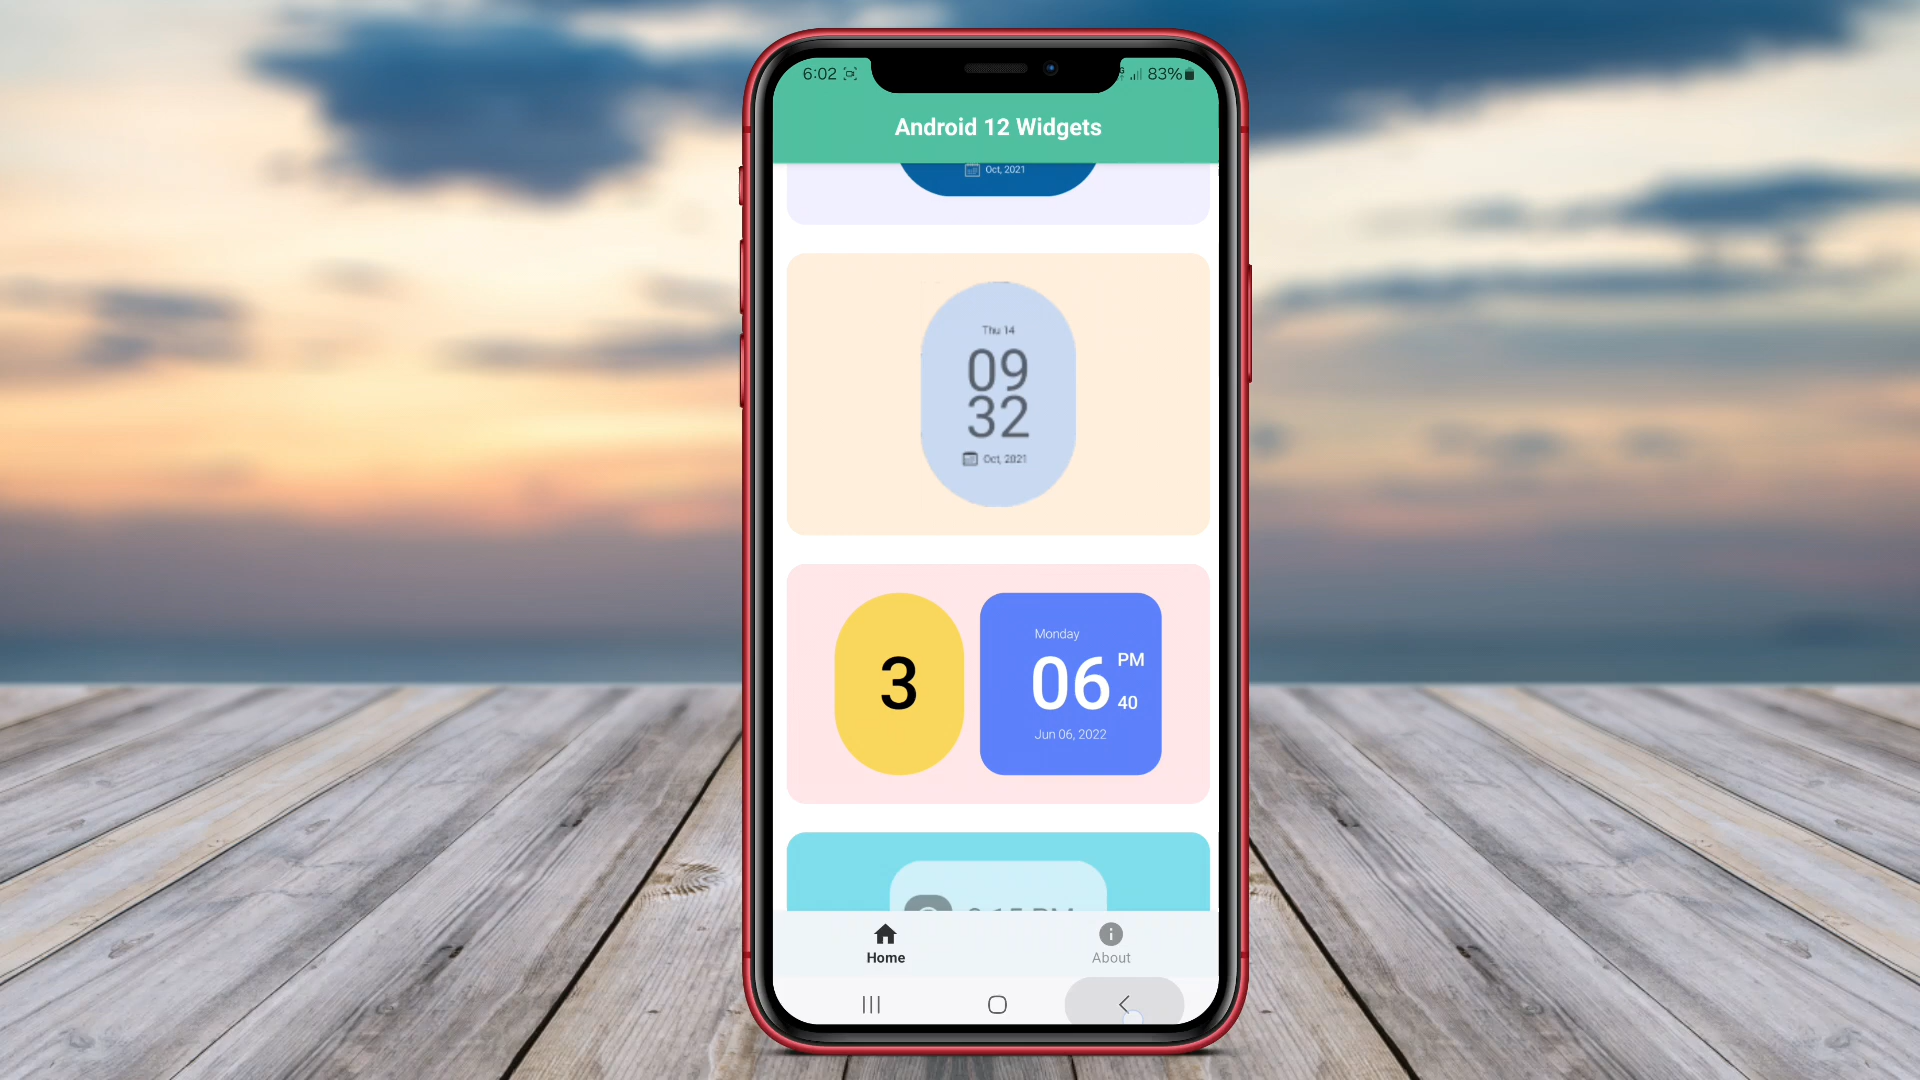 6:02
83%
Android 12 Widgets
Oct, 2021
Thu 14
09
32
Oct, 2021
3
Monday
06
PM
40
Jun 06, 2022
Home
About